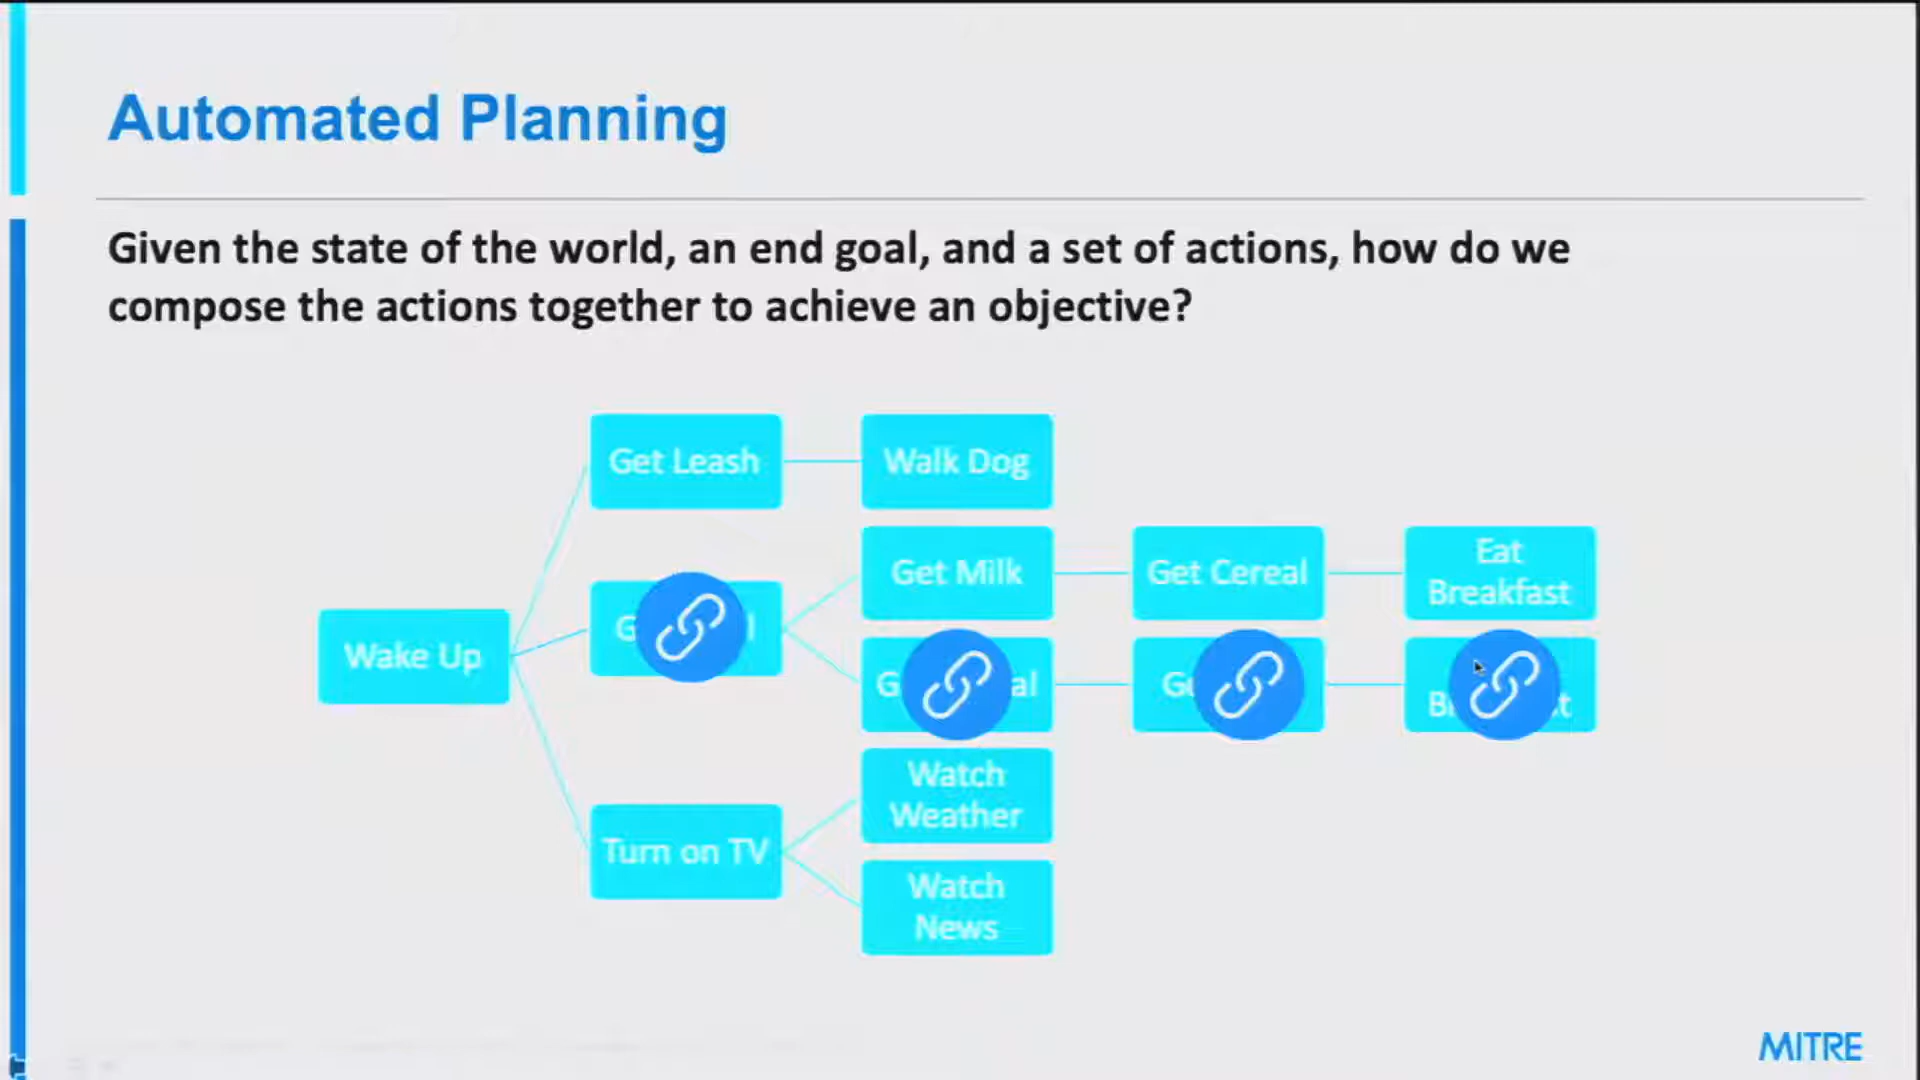 Automated Planning
Given the state of the world, an end goal, and a set of actions, how do we
compose the actions together to achieve an objective?
Get Leash
Walk Dog
Get Milk
Get Cereal
Eat
Breakfast
Wake Up
Turn on TV
Watch
Weather
Watch
News
MITRE